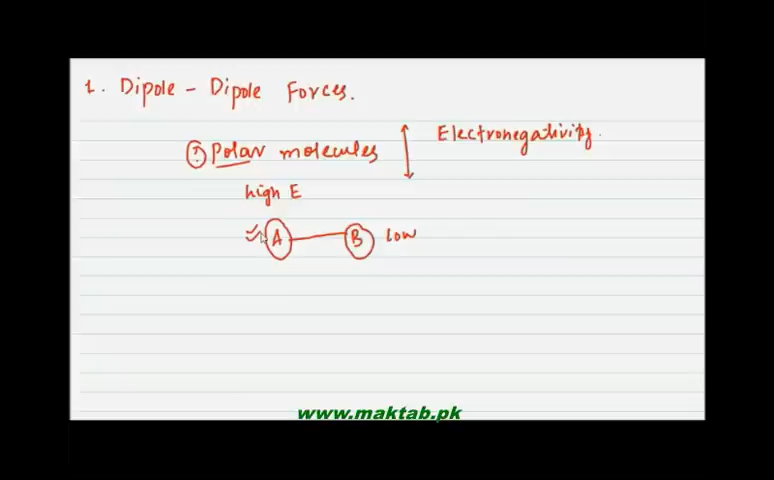 1. Dipole - Dipole Forces.
Electronegativity.
? Polar molecules
high E
A B Low
www.maktab.pk